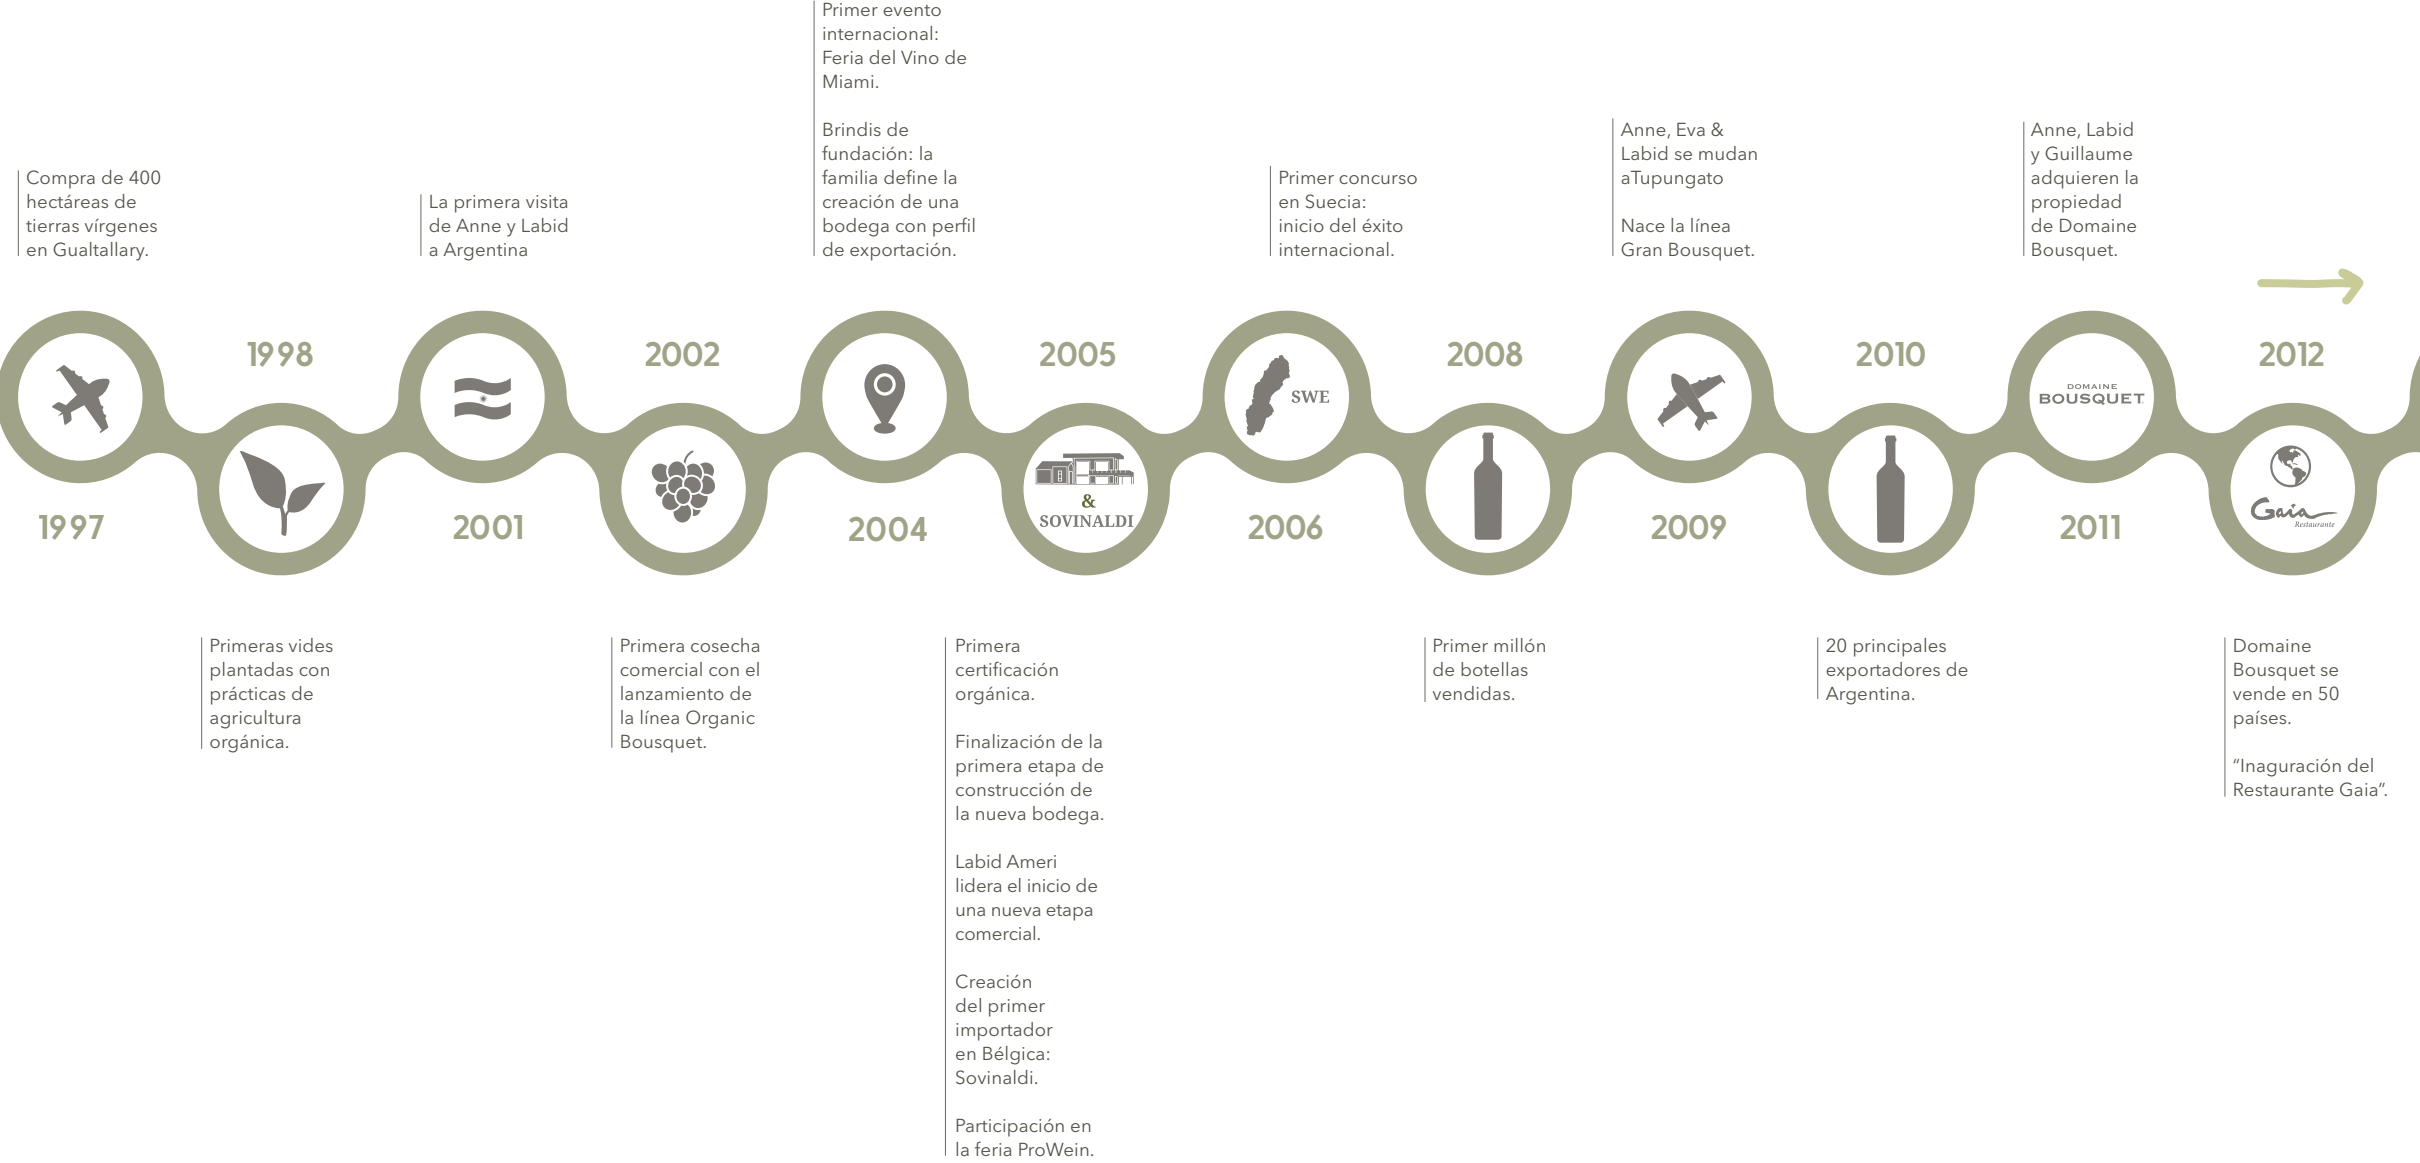 Primer evento
internacional:
Feria del Vino de
Miami.
Brindis de
fundación: la
familia define la
creación de una
bodega con perfil
de exportación.
Compra de 400
hectáreas de
tierras vírgenes
en Gualtallary.
La primera visita
de Anne y Labid
a Argentina
Primer concurso
en Suecia:
inicio del éxito
internacional.
Anne, Eva &
Labid se mudan
aTupungato
Nace la línea
Gran Bousquet.
Anne, Labid
y Guillaume
adquieren la
propiedad
de Domaine
Bousquet.
1998
2002
2005
2008
2010
2012
SWE
DOMAINE
BOUSQUET
&
SOVINALDI
Gaia
Restaurante
1997
2001
2004
2006
2009
2011
Primeras vides
plantadas con
prácticas de
agricultura
orgánica.
Primera cosecha
comercial con el
lanzamiento de
la línea Organic
Bousquet.
Primera
certificación
orgánica.
Finalización de la
primera etapa de
construcción de
la nueva bodega.
Labid Ameri
lidera el inicio de
una nueva etapa
comercial.
Creación
del primer
importador
en Bélgica:
Sovinaldi.
Participación en
la feria ProWein.
Primer millón
de botellas
vendidas.
20 principales
exportadores de
Argentina.
Domaine
Bousquet se
vende en 50
países.
“Inaguración del
Restaurante Gaia”.